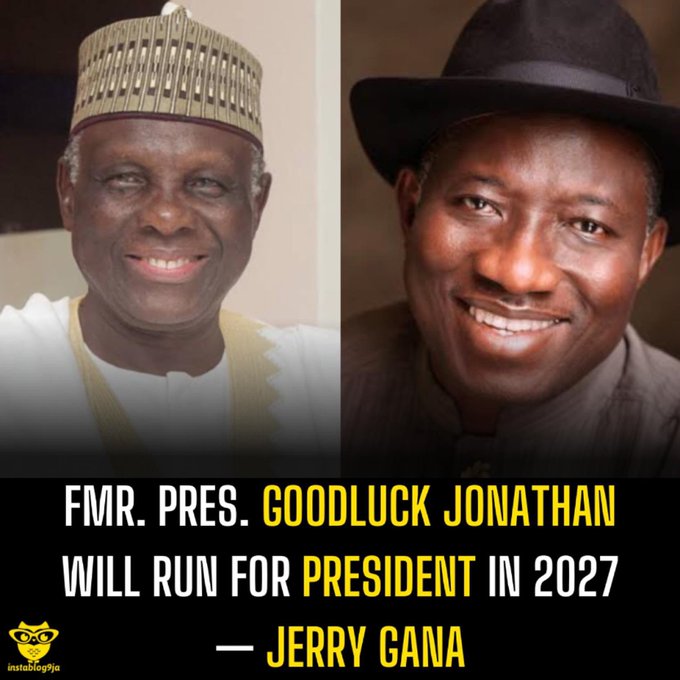 FMR. PRES. GOODLUCK JONATHAN
WILL RUN FOR PRESIDENT IN 2027
— JERRY GANA
instablog9ja